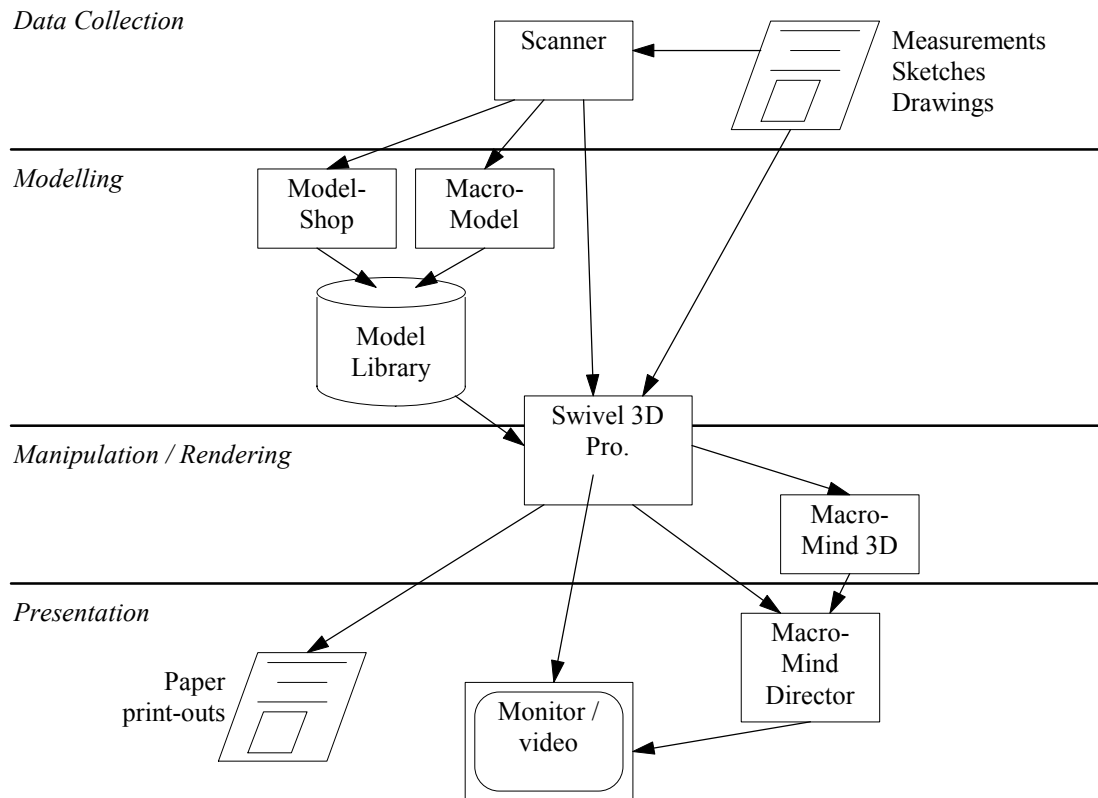 Data Collection
Scanner
Measurements
Sketches
Drawings
Modelling
Model-
Shop
Macro-
Model
Model
Library
Swivel 3D
Pro.
Manipulation / Rendering
Macro-
Mind 3D
Presentation
Macro-
Mind
Director
Paper
print-outs
Monitor /
video